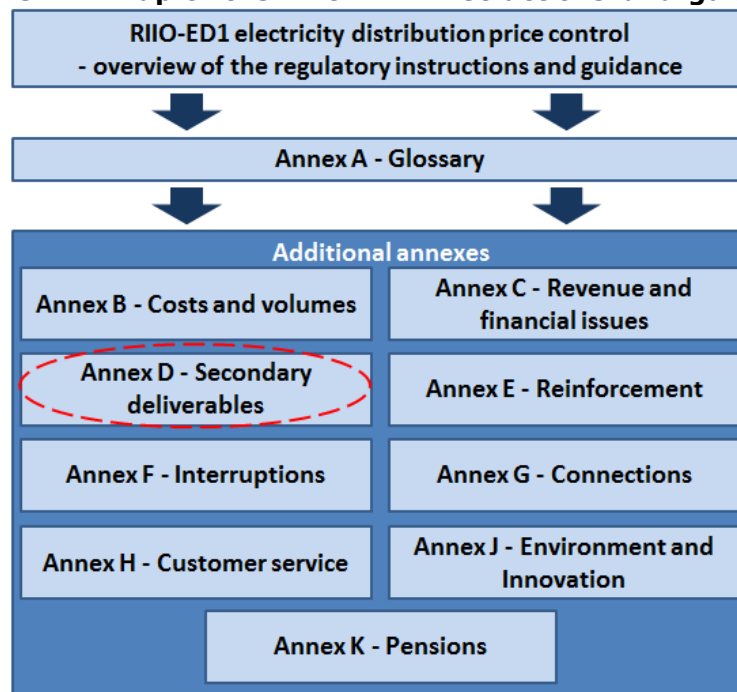 RIIO-ED1 electricity distribution price control
- overview of the regulatory instructions and guidance
Annex A - Glossary
Additional annexes
Annex B - Costs and volumes
Annex C - Revenue and
financial issues
Annex D - Secondary
deliverables
Annex E - Reinforcement
Annex F - Interruptions
Annex G - Connections
Annex H - Customer service
Annex J - Environment and
Innovation
Annex K - Pensions